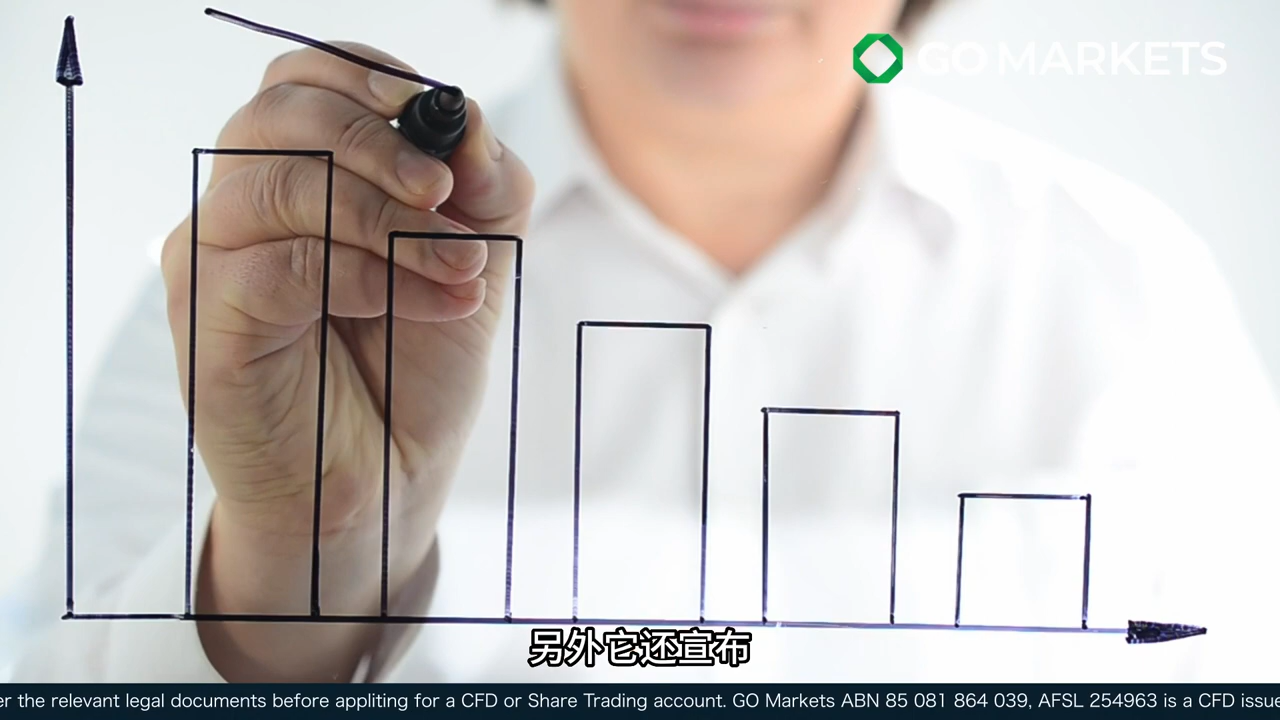 GO MARKETS
另外它还宣布
er the relevant legal documents before appliting for a CFD or Share Trading account. GO Markets ABN 85 081 864 039, AFSL 254963 is a CFD issue